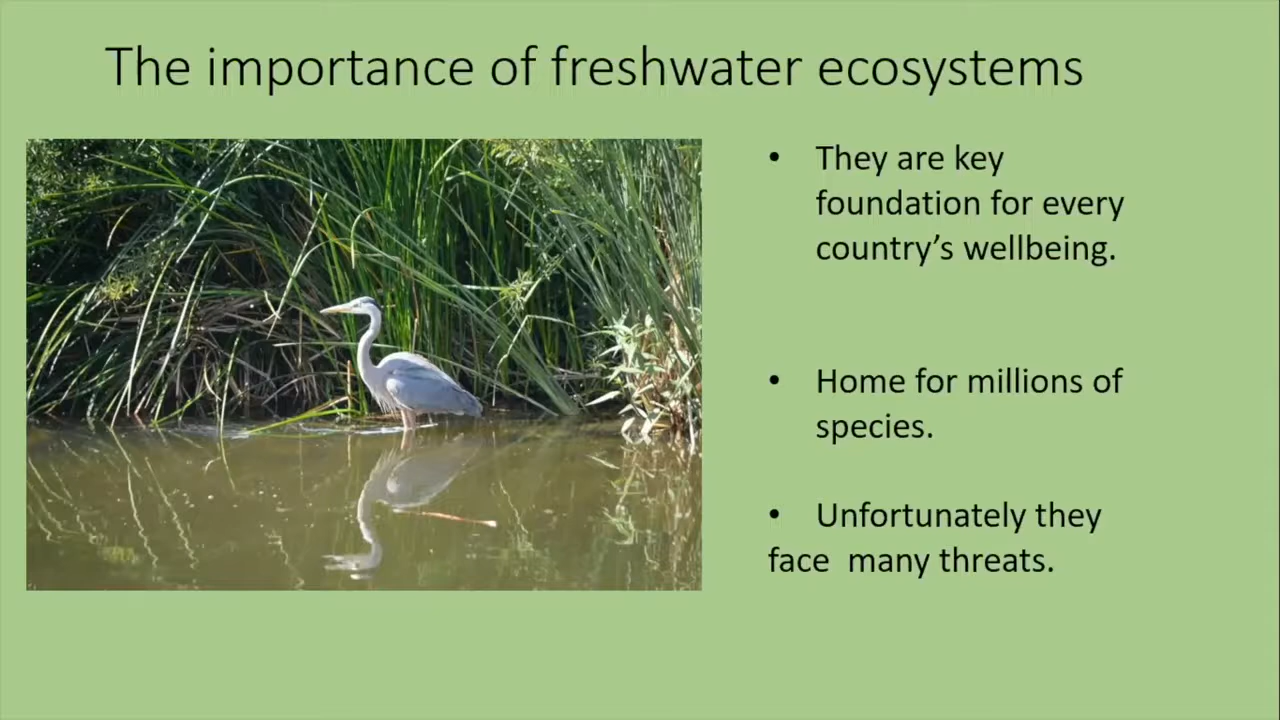 The importance of freshwater ecosystems
• They are key
foundation for every
country’s wellbeing.
• Home for millions of
species.
• Unfortunately they
face  many threats.